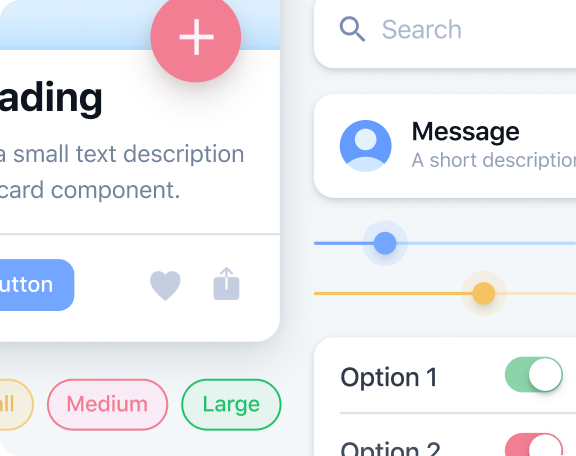 ading
a small text description
card component.
utton
all
Medium
Large
Search
Message
A short description
Option 1
Option 2